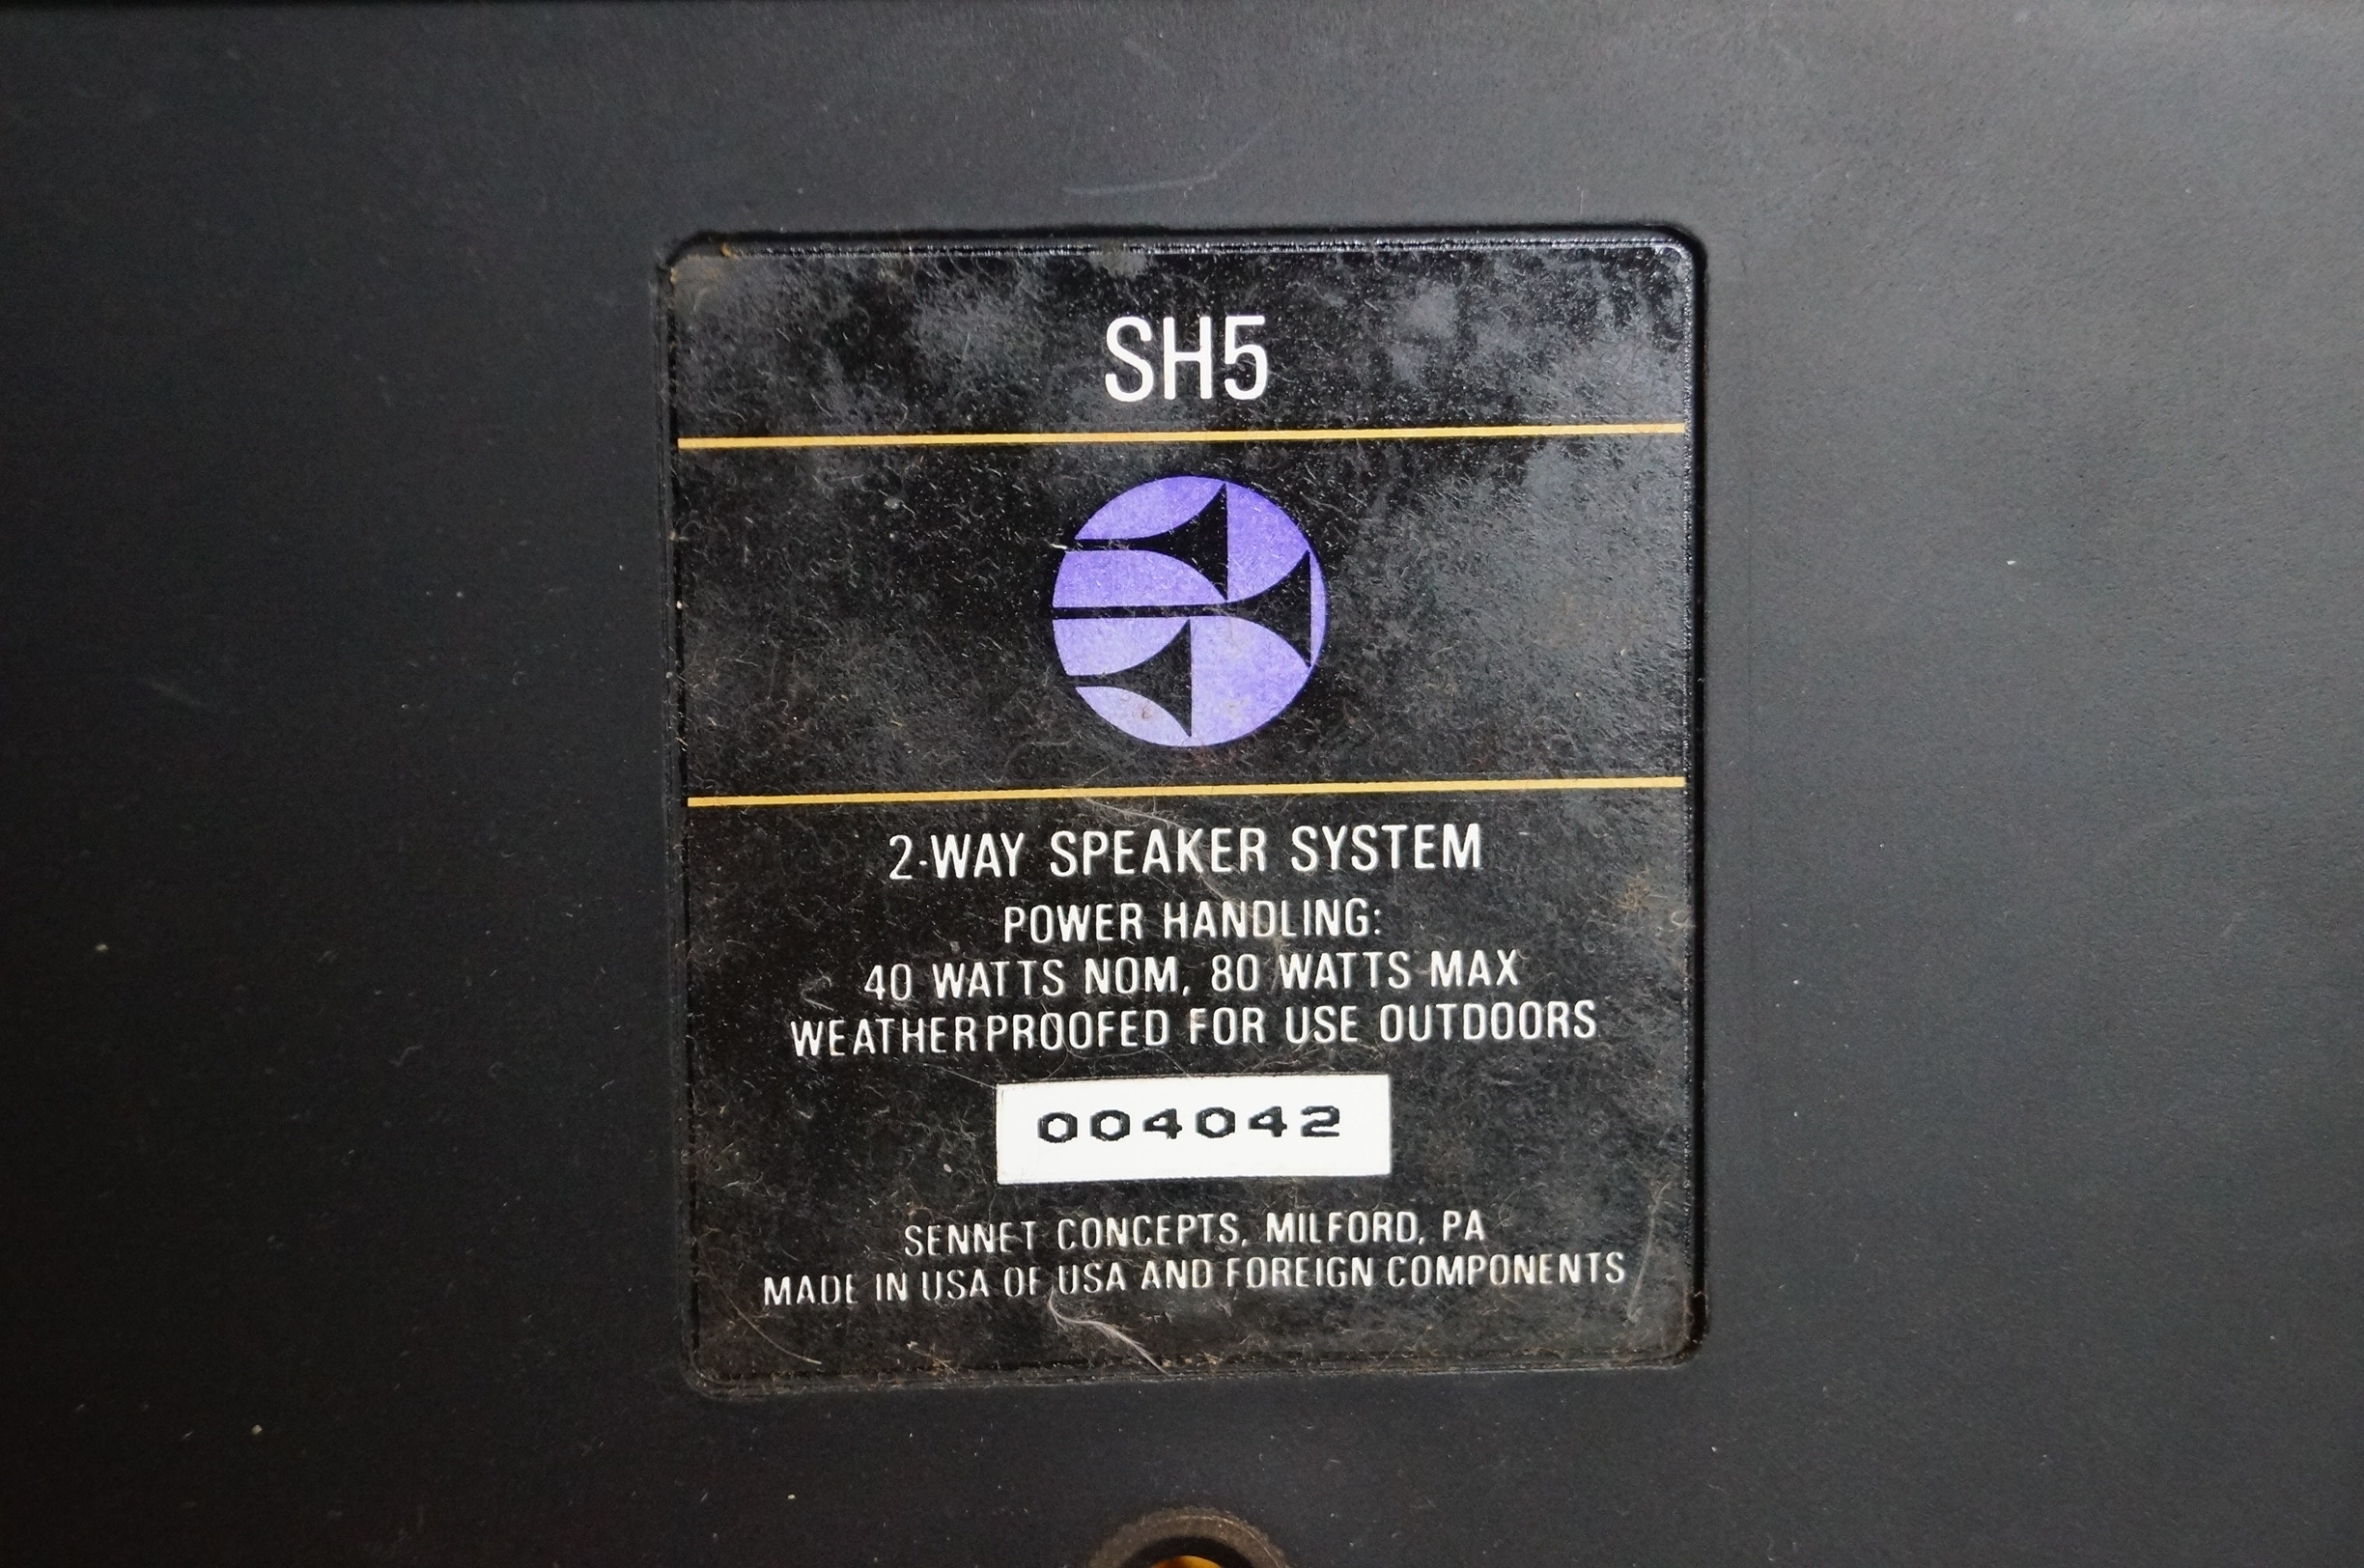 SH5
2-WAY SPEAKER SYSTEM
POWER HANDLING:
40 WATTS NOM, 80 WATTS MAX
WEATHERPROOFED FOR USE OUTDOORS
004042
SENNET CONCEPTS, MILFORD, PA
MADE IN USA OF USA AND FOREIGN COMPONENTS